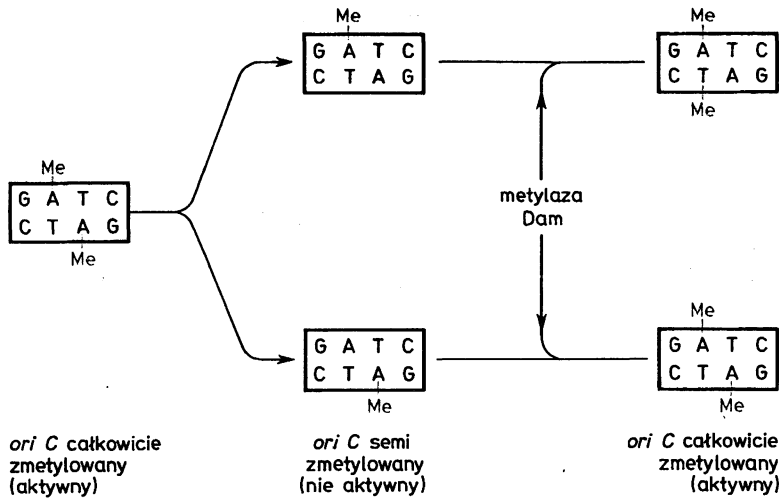 Me
G A T C
C T A G
Me
G A T C
C T A G
Me
Me
G A T C
C T A G
Me
metylaza
Dam
G A T C
C T A G
Me
Me
G A T C
C T A G
Me
ori C całkowicie
zmetylowany
(aktywny)
ori C semi
zmetylowany
(nie aktywny)
ori C całkowicie
zmetylowany
(aktywny)